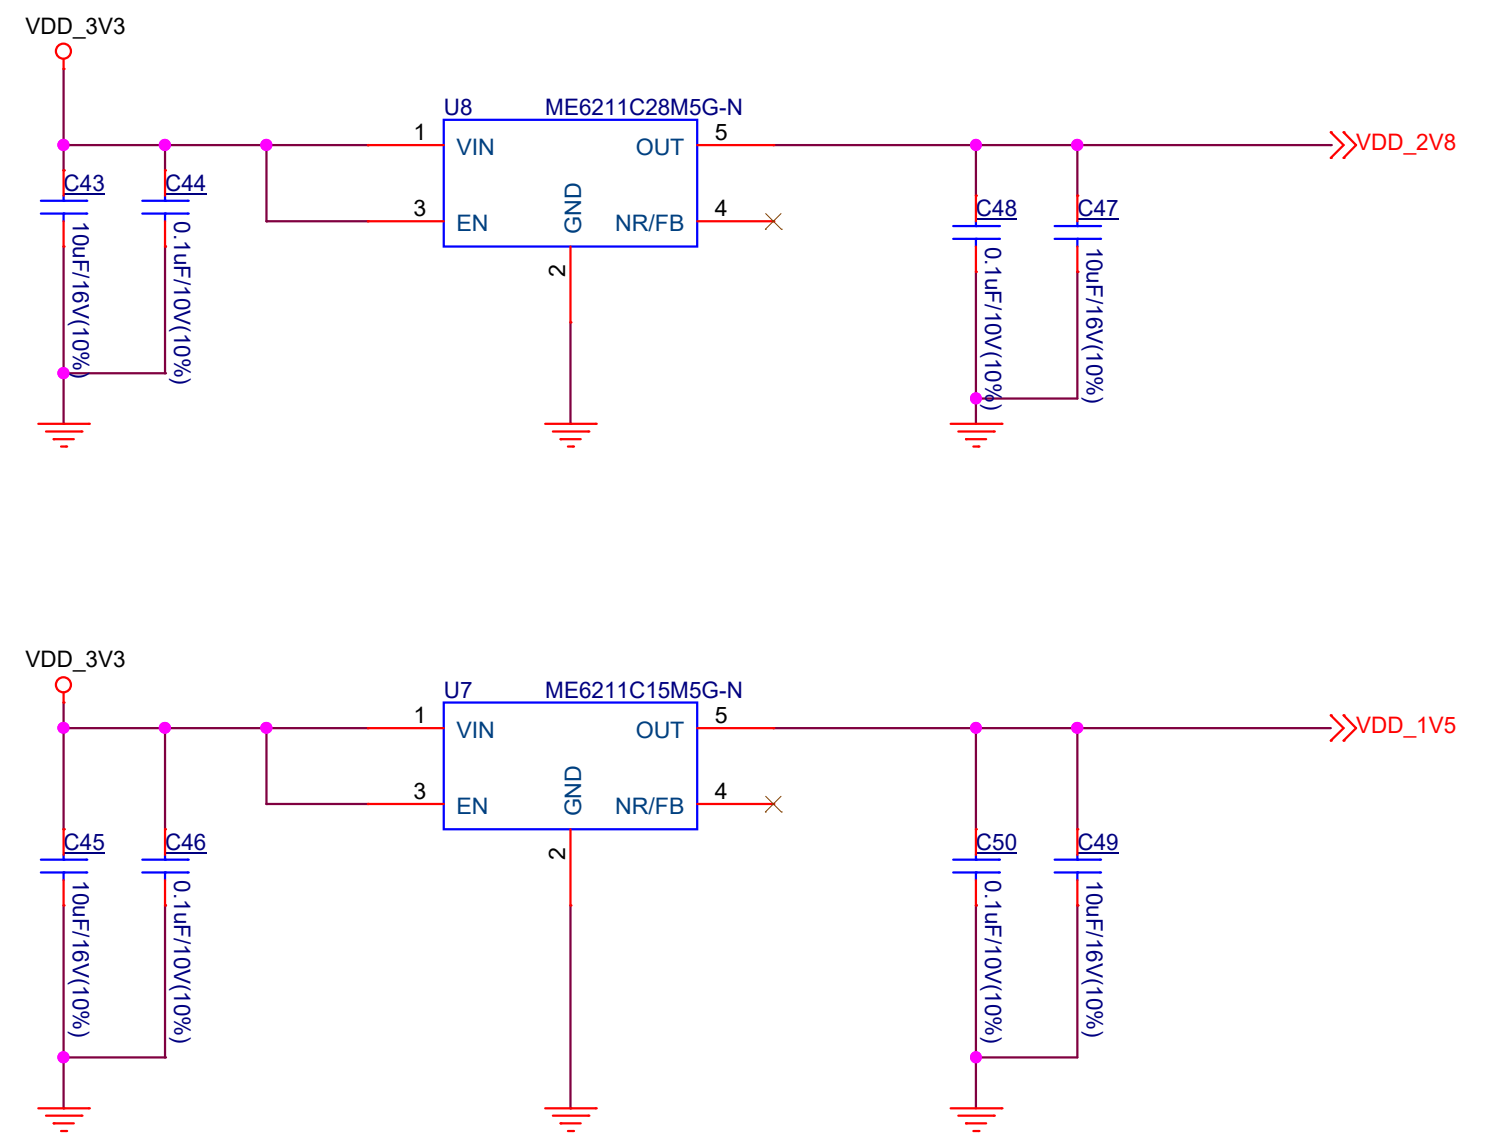 VDD_3V3
U8 ME6211C28M5G-N
1 VIN OUT 5 VDD_2V8
C43 C44 3 EN GND NR/FB 4 C48 C47
10uF/16V(10%) 0.1uF/10V(10%) 2 0.1uF/10V(10%) 10uF/16V(10%)
VDD_3V3
U7 ME6211C15M5G-N
1 VIN OUT 5 VDD_1V5
3 EN GND NR/FB 4
C45 C46 2 C50 C49
10uF/16V(10%) 0.1uF/10V(10%) 0.1uF/10V(10%) 10uF/16V(10%)